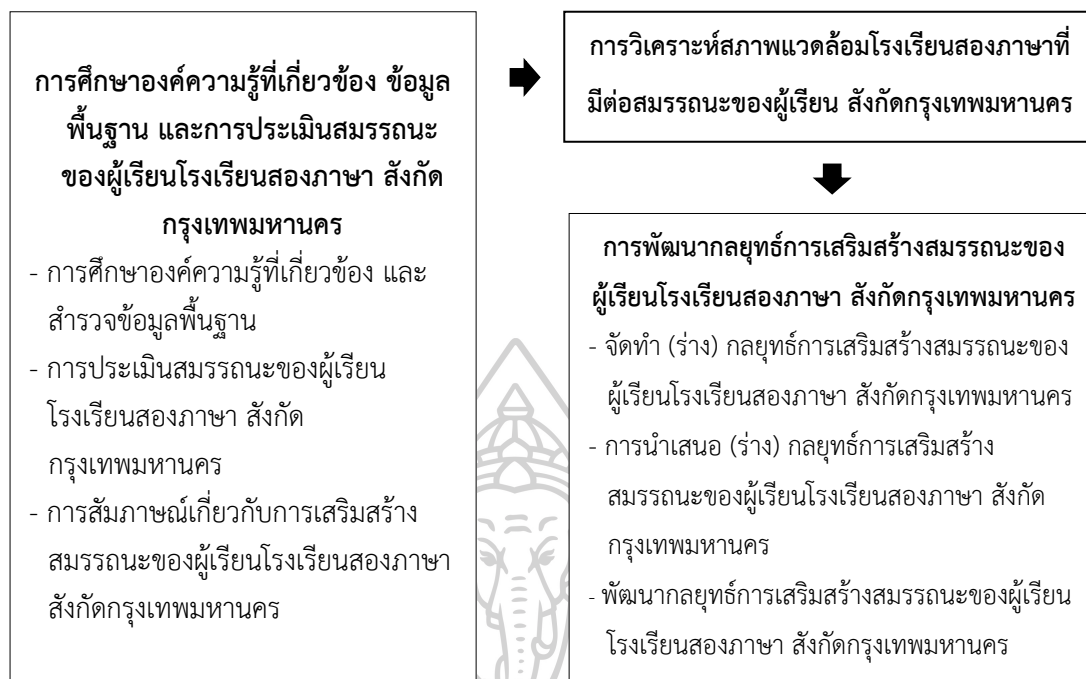 การศึกษาองค์ความรู้ที่เกี่ยวข้อง ข้อมูล
พื้นฐาน และการประเมินสมรรถนะ
ของผู้เรียนโรงเรียนสองภาษา สังกัด
กรุงเทพมหานคร
- การศึกษาองค์ความรู้ที่เกี่ยวข้อง และ
สำรวจข้อมูลพื้นฐาน
- การประเมินสมรรถนะของผู้เรียน
โรงเรียนสองภาษา สังกัด
กรุงเทพมหานคร
- การสัมภาษณ์เกี่ยวกับการเสริมสร้าง
สมรรถนะของผู้เรียนโรงเรียนสองภาษา
สังกัดกรุงเทพมหานคร
การวิเคราะห์สภาพแวดล้อมโรงเรียนสองภาษาที่
มีต่อสมรรถนะของผู้เรียน สังกัดกรุงเทพมหานคร
การพัฒนากลยุทธ์การเสริมสร้างสมรรถนะของ
ผู้เรียนโรงเรียนสองภาษา สังกัดกรุงเทพมหานคร
- จัดทำ (ร่าง) กลยุทธ์การเสริมสร้างสมรรถนะของ
ผู้เรียนโรงเรียนสองภาษา สังกัดกรุงเทพมหานคร
- การนำเสนอ (ร่าง) กลยุทธ์การเสริมสร้าง
สมรรถนะของผู้เรียนโรงเรียนสองภาษา สังกัด
กรุงเทพมหานคร
- พัฒนากลยุทธ์การเสริมสร้างสมรรถนะของผู้เรียน
โรงเรียนสองภาษา สังกัดกรุงเทพมหานคร